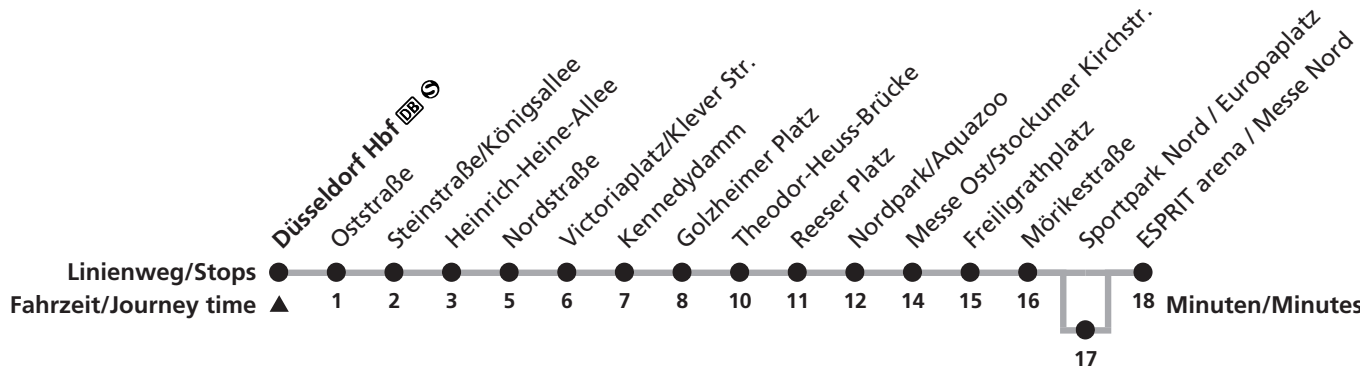 Düsseldorf Hbf DB S
Oststraße
Steinstraße/Königsallee
Heinrich-Heine-Allee
Nordstraße
Victoriaplatz/Klever Str.
Kennedydamm
Golzheimer Platz
Theodor-Heuss-Brücke
Reeser Platz
Nordpark/Aquazoo
Messe Ost/Stockumer Kirchstr.
Freiligrathplatz
Mörikestraße
Sportpark Nord / Europaplatz
ESPRIT arena / Messe Nord
Linienweg/Stops
Fahrzeit/Journey time ▲ 1 2 3 5 6 7 8 10 11 12 14 15 16 18 Minuten/Minutes
17